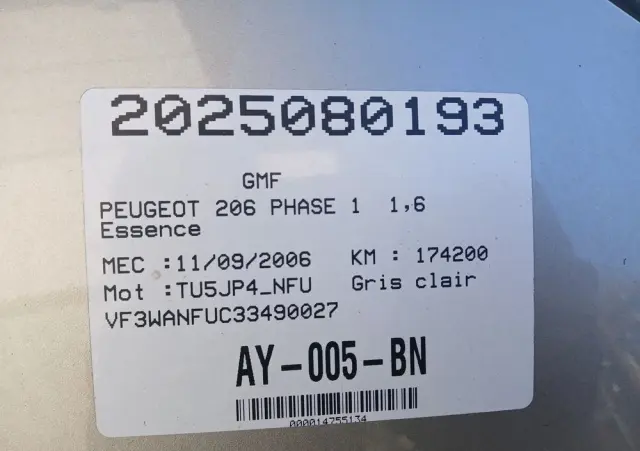 2025080193
GMF
PEUGEOT 206 PHASE 1 1,6
Essence
MEC :11/09/2006 KM : 174200
Mot :TU5JP4_NFU Gris clair
VF3WANFUC33490027
AY-005-BN
000014755134